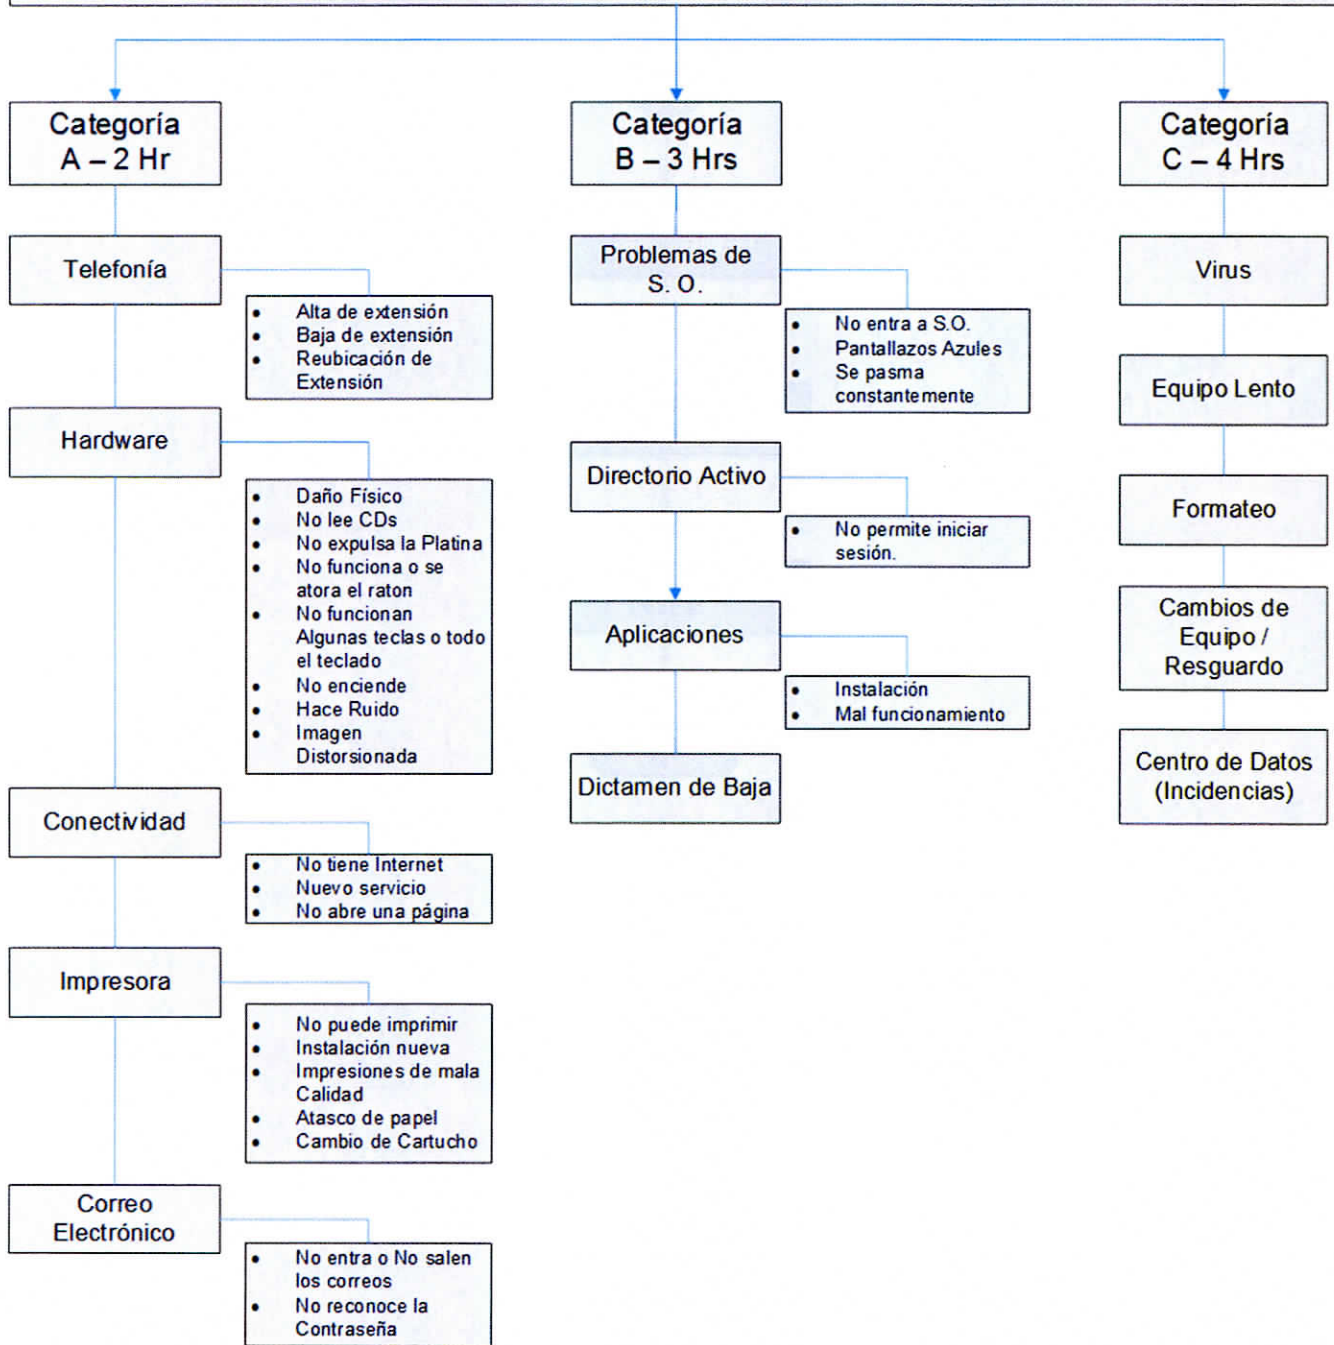 Categoría
A – 2 Hr
Telefonía
• Alta de extensión
• Baja de extensión
• Reubicación de
Extensión
Hardware
• Daño Físico
• No lee CDs
• No expulsa la Platina
• No funciona o se
atora el raton
• No funcionan
Algunas teclas o todo
el teclado
• No enciende
• Hace Ruido
• Imagen
Distorsionada
Conectividad
• No tiene Internet
• Nuevo servicio
• No abre una página
Impresora
• No puede imprimir
• Instalación nueva
• Impresiones de mala
Calidad
• Atasco de papel
• Cambio de Cartucho
Correo
Electrónico
• No entra o No salen
los correos
• No reconoce la
Contraseña
Categoría
B – 3 Hrs
Problemas de
S. O.
• No entra a S.O.
• Pantallazos Azules
• Se pasma
constantemente
Directorio Activo
• No permite iniciar
sesión.
Aplicaciones
• Instalación
• Mal funcionamiento
Dictamen de Baja
Categoría
C – 4 Hrs
Virus
Equipo Lento
Formateo
Cambios de
Equipo /
Resguardo
Centro de Datos
(Incidencias)